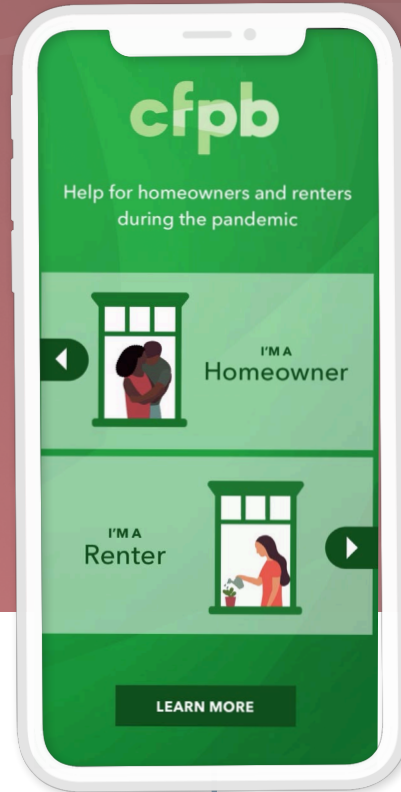 cfpb
Help for homeowners and renters
during the pandemic
I'M A
Homeowner
I'M A
Renter
LEARN MORE